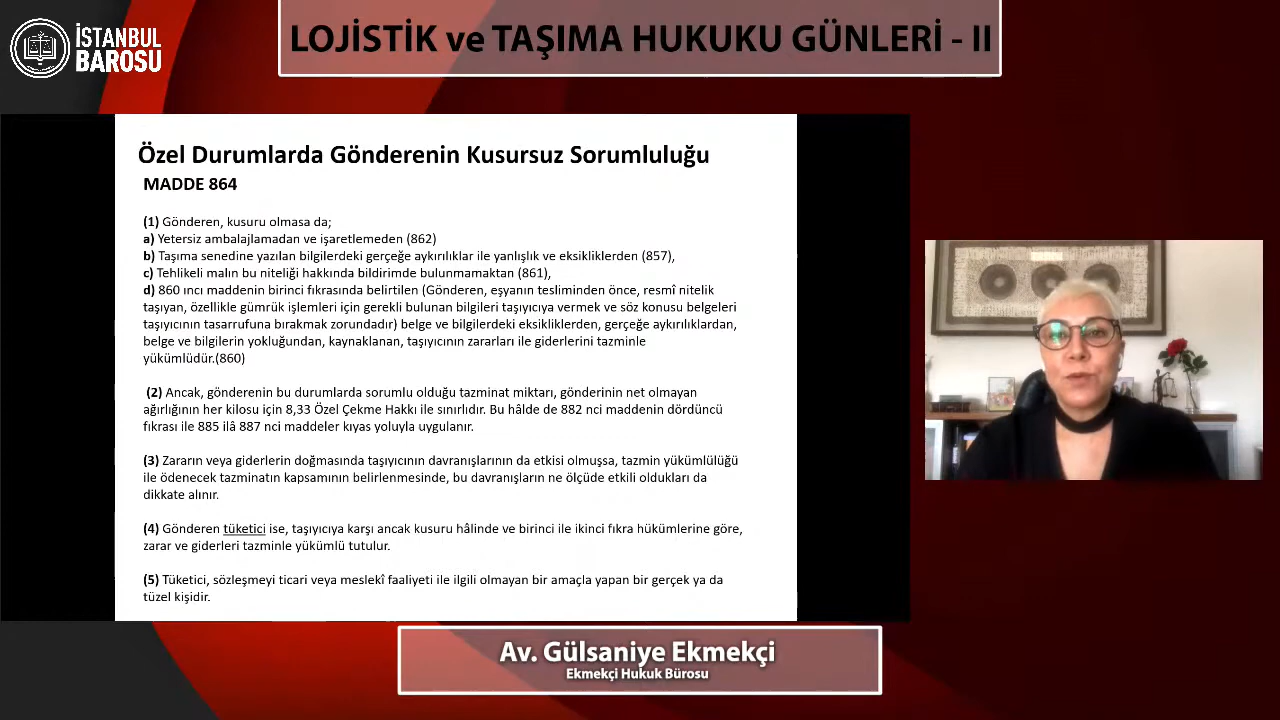 İSTANBUL
BAROSU
LOJİSTİK ve TAŞIMA HUKUKU GÜNLERİ - II
Özel Durumlarda Gönderenin Kusursuz Sorumluluğu
MADDE 864
(1) Gönderen, kusuru olmasa da;
a) Yetersiz ambalajlamadan ve işaretlemeden (862)
b) Taşıma senedine yazılan bilgilerdeki gerçeğe aykırılıklar ile yanlışlık ve eksikliklerden (857),
c) Tehlikeli malın bu niteliği hakkında bildirimde bulunmamaktan (861),
d) 860 ıncı maddenin birinci fıkrasında belirtilen (Gönderen, eşyanın tesliminden önce, resmî nitelik
taşıyan, özellikle gümrük işlemleri için gerekli bulunan bilgileri taşıyıcıya vermek ve söz konusu belgeleri
taşıyıcının tasarrufuna bırakmak zorundadır) belge ve bilgilerdeki eksikliklerden, gerçeğe aykırılıklardan,
belge ve bilgilerin yokluğundan, kaynaklanan, taşıyıcının zararları ile giderlerini tazminle
yükümlüdür.(860)
(2) Ancak, gönderenin bu durumlarda sorumlu olduğu tazminat miktarı, gönderinin net olmayan
ağırlığının her kilosu için 8,33 Özel Çekme Hakkı ile sınırlıdır. Bu hâlde de 882 nci maddenin dördüncü
fıkrası ile 885 ilâ 887 nci maddeler kıyas yoluyla uygulanır.
(3) Zararın veya giderlerin doğmasında taşıyıcının davranışlarının da etkisi olmuşsa, tazmin yükümlülüğü
ile ödenecek tazminatın kapsamının belirlenmesinde, bu davranışların ne ölçüde etkili oldukları da
dikkate alınır.
(4) Gönderen tüketici ise, taşıyıcıya karşı ancak kusuru hâlinde ve birinci ile ikinci fıkra hükümlerine göre,
zarar ve giderleri tazminle yükümlü tutulur.
(5) Tüketici, sözleşmeyi ticari veya meslekî faaliyeti ile ilgili olmayan bir amaçla yapan bir gerçek ya da
tüzel kişidir.
Av. Gülsaniye Ekmekçi
Ekmekçi Hukuk Bürosu